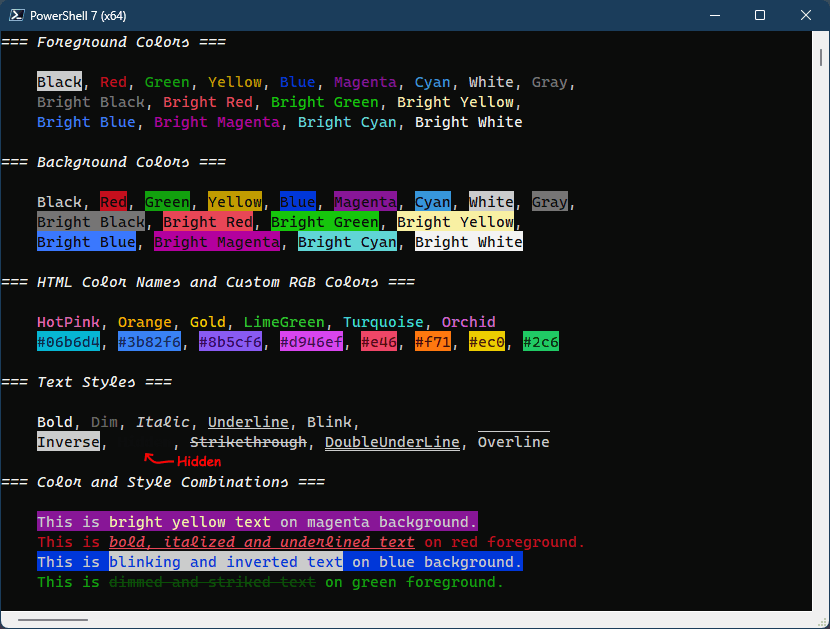 PowerShell 7 (x64)
=== Foreground Colors ===
Black, Red, Green, Yellow, Blue, Magenta, Cyan, White, Gray,
Bright Black, Bright Red, Bright Green, Bright Yellow,
Bright Blue, Bright Magenta, Bright Cyan, Bright White
=== Background Colors ===
Black, Red, Green, Yellow, Blue, Magenta, Cyan, White, Gray,
Bright Black, Bright Red, Bright Green, Bright Yellow,
Bright Blue, Bright Magenta, Bright Cyan, Bright White
=== HTML Color Names and Custom RGB Colors ===
HotPink, Orange, Gold, LimeGreen, Turquoise, Orchid
#06b6d4, #3b82f6, #8b5cf6, #d946ef, #e46, #f71, #ec0, #2c6
=== Text Styles ===
Bold, Dim, Italic, Underline, Blink,
Inverse, , Strikethrough, DoubleUnderLine, Overline
Hidden
=== Color and Style Combinations ===
This is bright yellow text on magenta background.
This is bold, italized and underlined text on red foreground.
This is blinking and inverted text on blue background.
This is dimmed and striked text on green foreground.